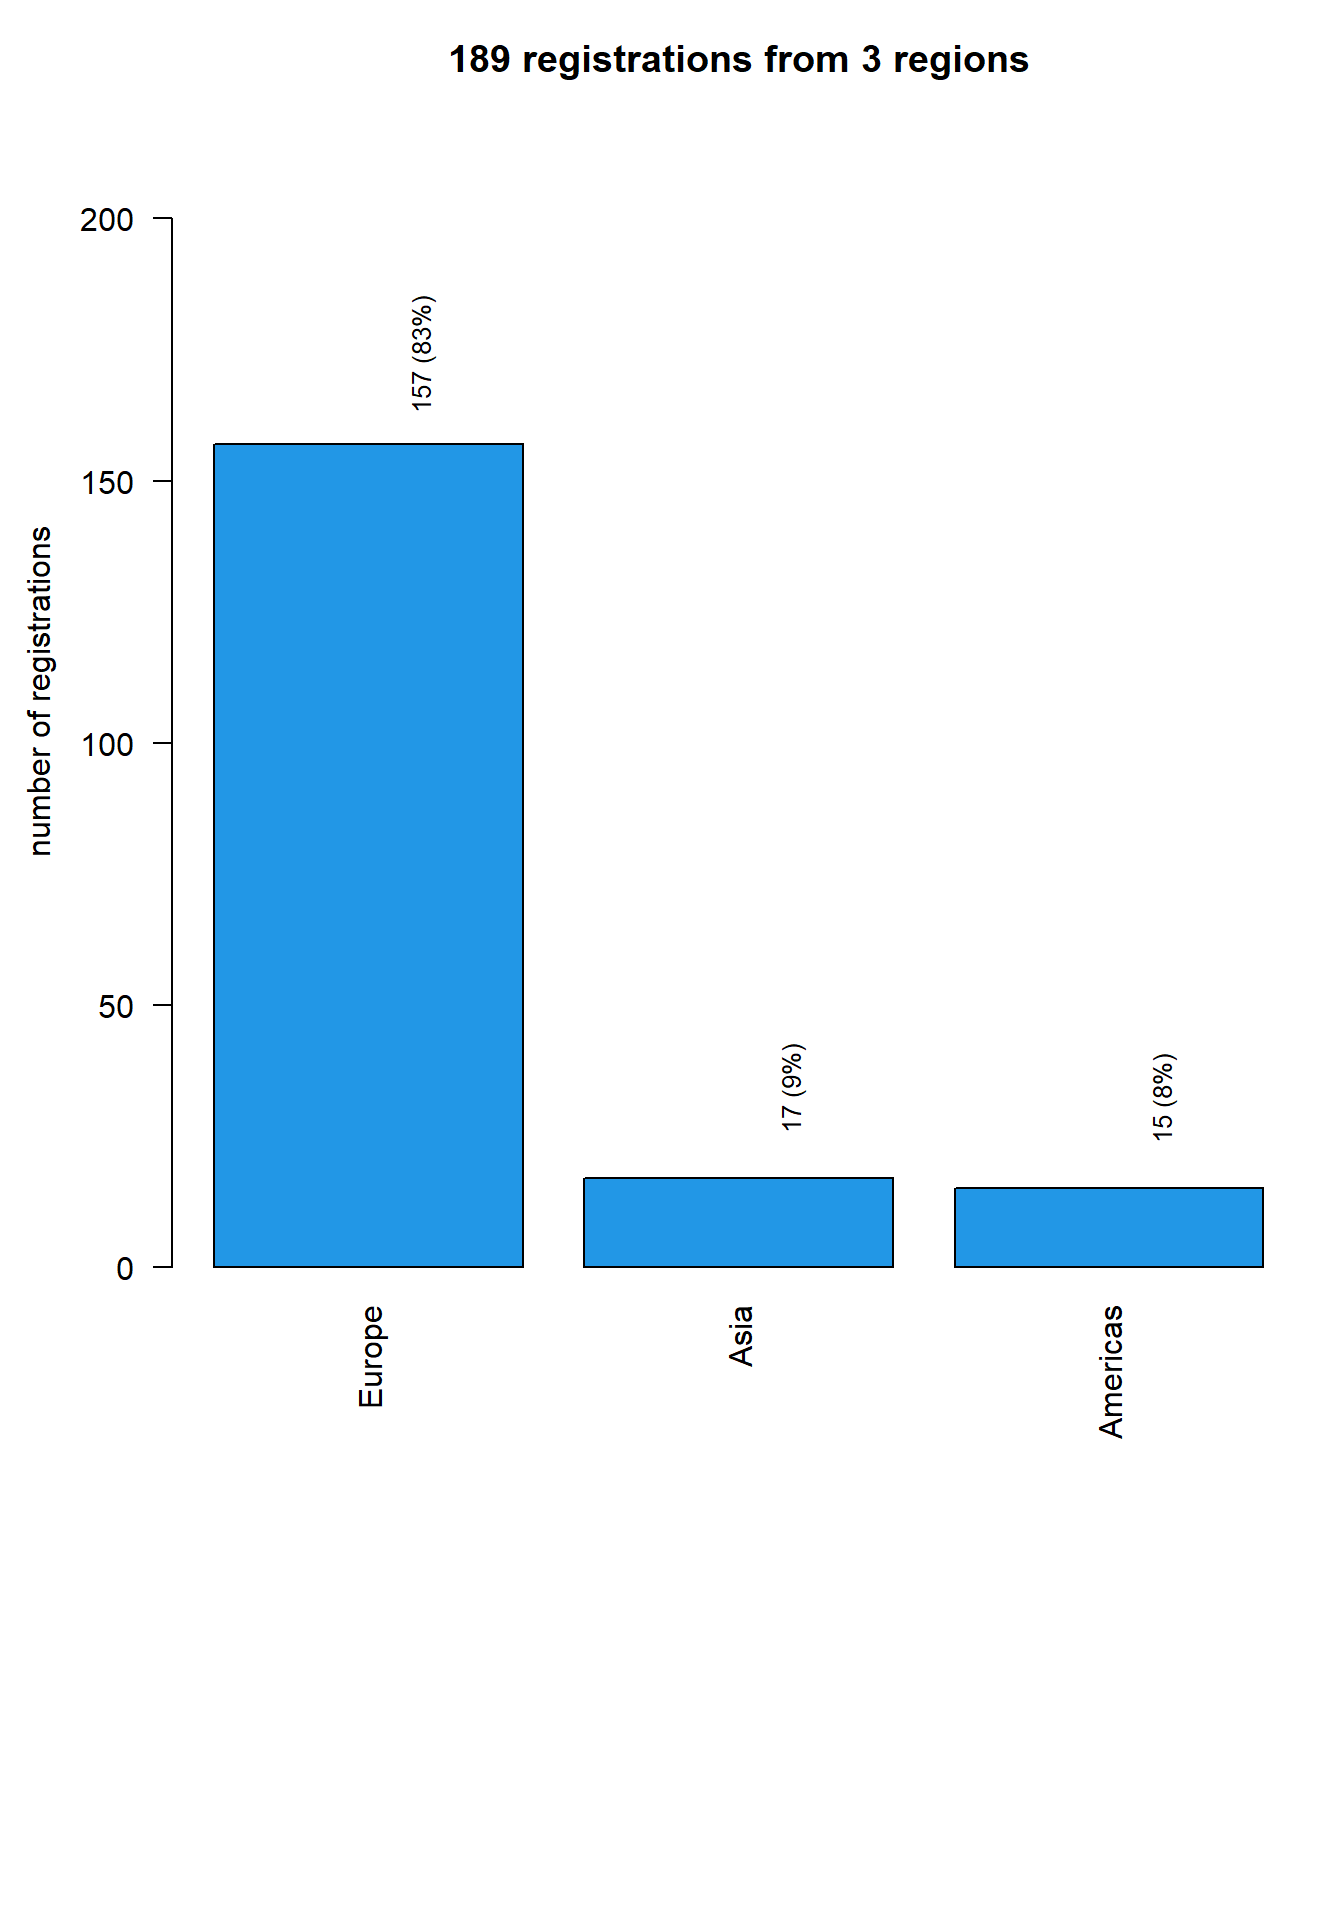 189 registrations from 3 regions
number of registrations
200
150
100
50
0
157 (83%)
17 (9%)
15 (8%)
Europe
Asia
Americas